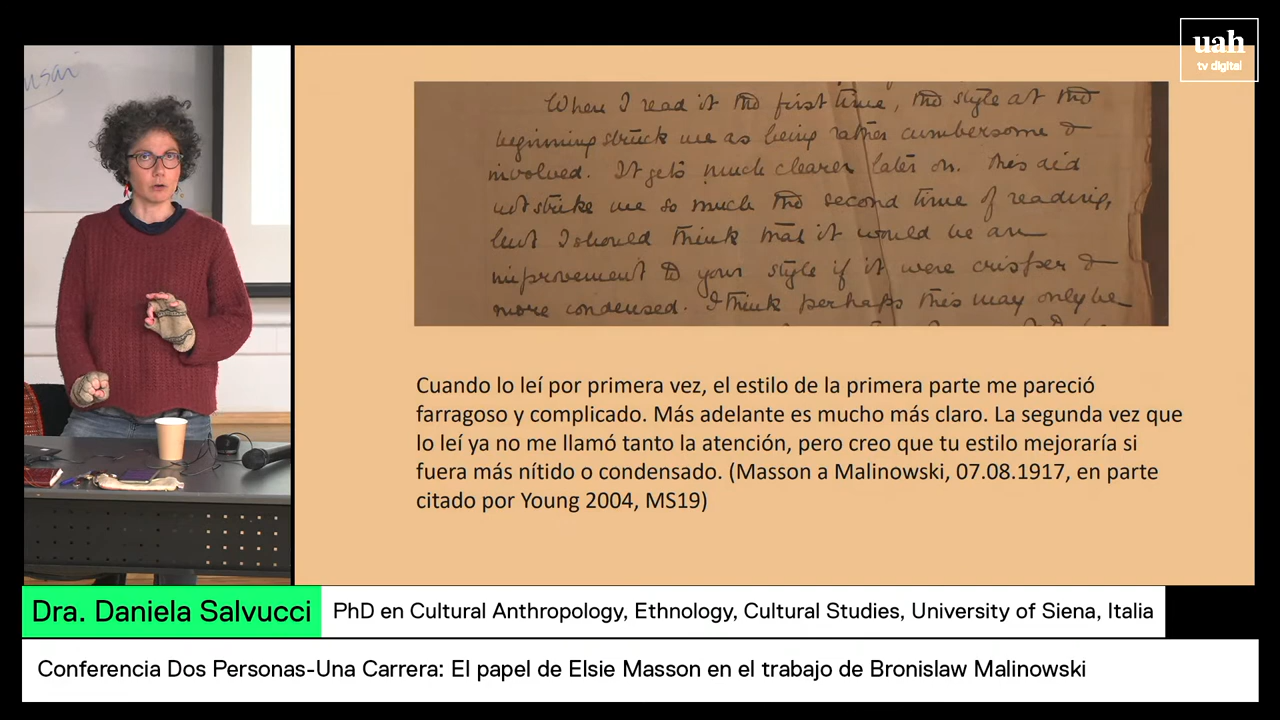 usar
uah
tv digital
When I read it the first time, the style at the
beginning struck me as being rather cumbersome &
involved. It gets much clearer later on. This did
not strike me so much the second time of reading,
but I should think that it would be an
improvement to your style if it were crisper &
more condensed. I think perhaps this may only be
Cuando lo leí por primera vez, el estilo de la primera parte me pareció
farragoso y complicado. Más adelante es mucho más claro. La segunda vez que
lo leí ya no me llamó tanto la atención, pero creo que tu estilo mejoraría si
fuera más nítido o condensado. (Masson a Malinowski, 07.08.1917, en parte
citado por Young 2004, MS19)
Dra. Daniela Salvucci
PhD en Cultural Anthropology, Ethnology, Cultural Studies, University of Siena, Italia
Conferencia Dos Personas-Una Carrera: El papel de Elsie Masson en el trabajo de Bronislaw Malinowski